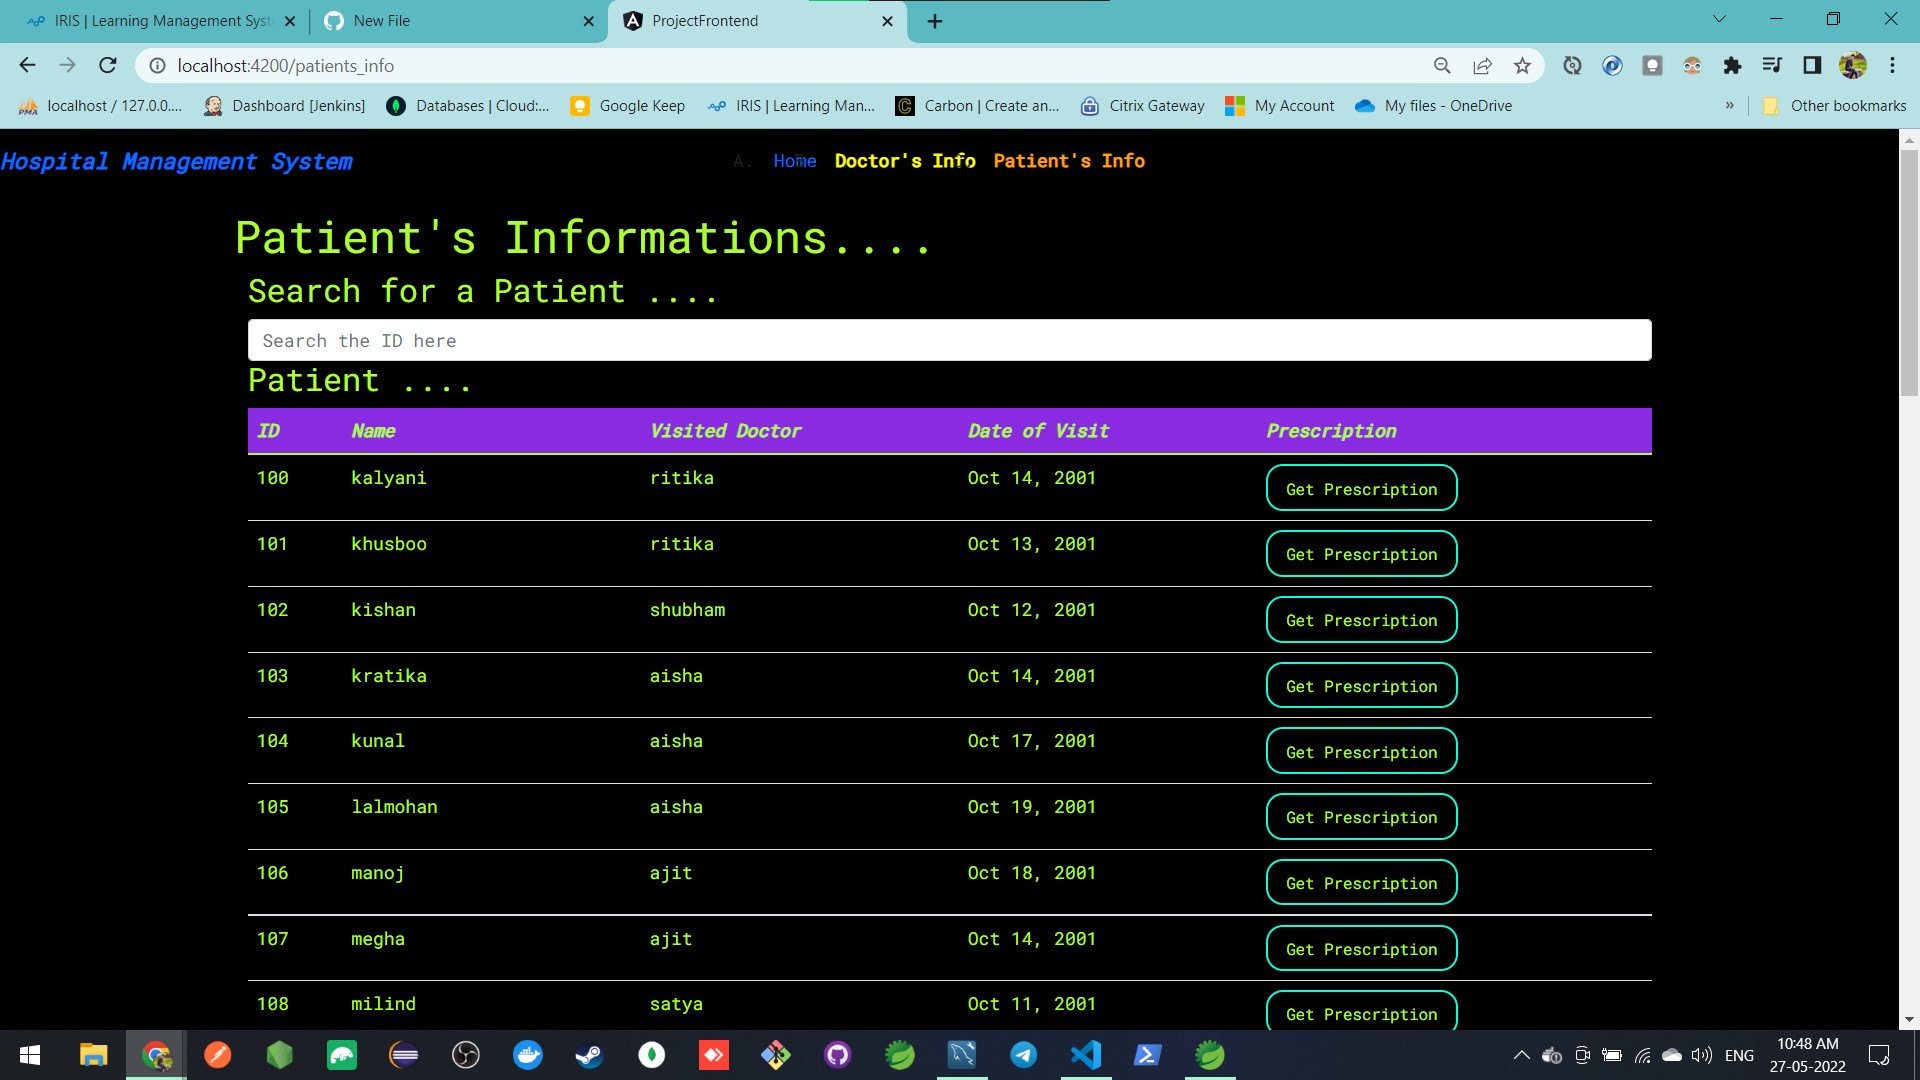 IRIS | Learning Management Syst
New File
ProjectFrontend
localhost:4200/patients_info
localhost / 127.0.0....
Dashboard [Jenkins]
Databases | Cloud:...
Google Keep
IRIS | Learning Man...
Carbon | Create an...
Citrix Gateway
My Account
My files - OneDrive
»
Other bookmarks
Hospital Management System
A. Home Doctor's Info Patient's Info
Patient's Informations....
Search for a Patient ....
Search the ID here
Patient ....
ID Name Visited Doctor Date of Visit Prescription
100 kalyani ritika Oct 14, 2001 Get Prescription
101 khusboo ritika Oct 13, 2001 Get Prescription
102 kishan shubham Oct 12, 2001 Get Prescription
103 kratika aisha Oct 14, 2001 Get Prescription
104 kunal aisha Oct 17, 2001 Get Prescription
105 lalmohan aisha Oct 19, 2001 Get Prescription
106 manoj ajit Oct 18, 2001 Get Prescription
107 megha ajit Oct 14, 2001 Get Prescription
108 milind satya Oct 11, 2001 Get Prescription
ENG
10:48 AM
27-05-2022